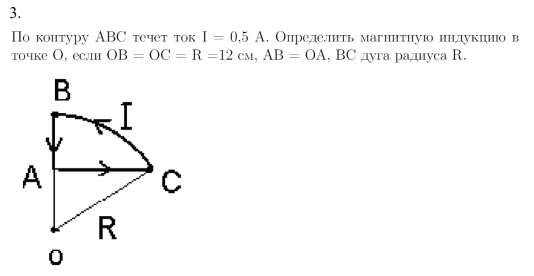 3.
По контуру ABC течет ток I = 0,5 А. Определить магнитную индукцию в
точке O, если OB = OC = R =12 см, AB = OA, BC дуга радиуса R.
B
I
A
C
R
o